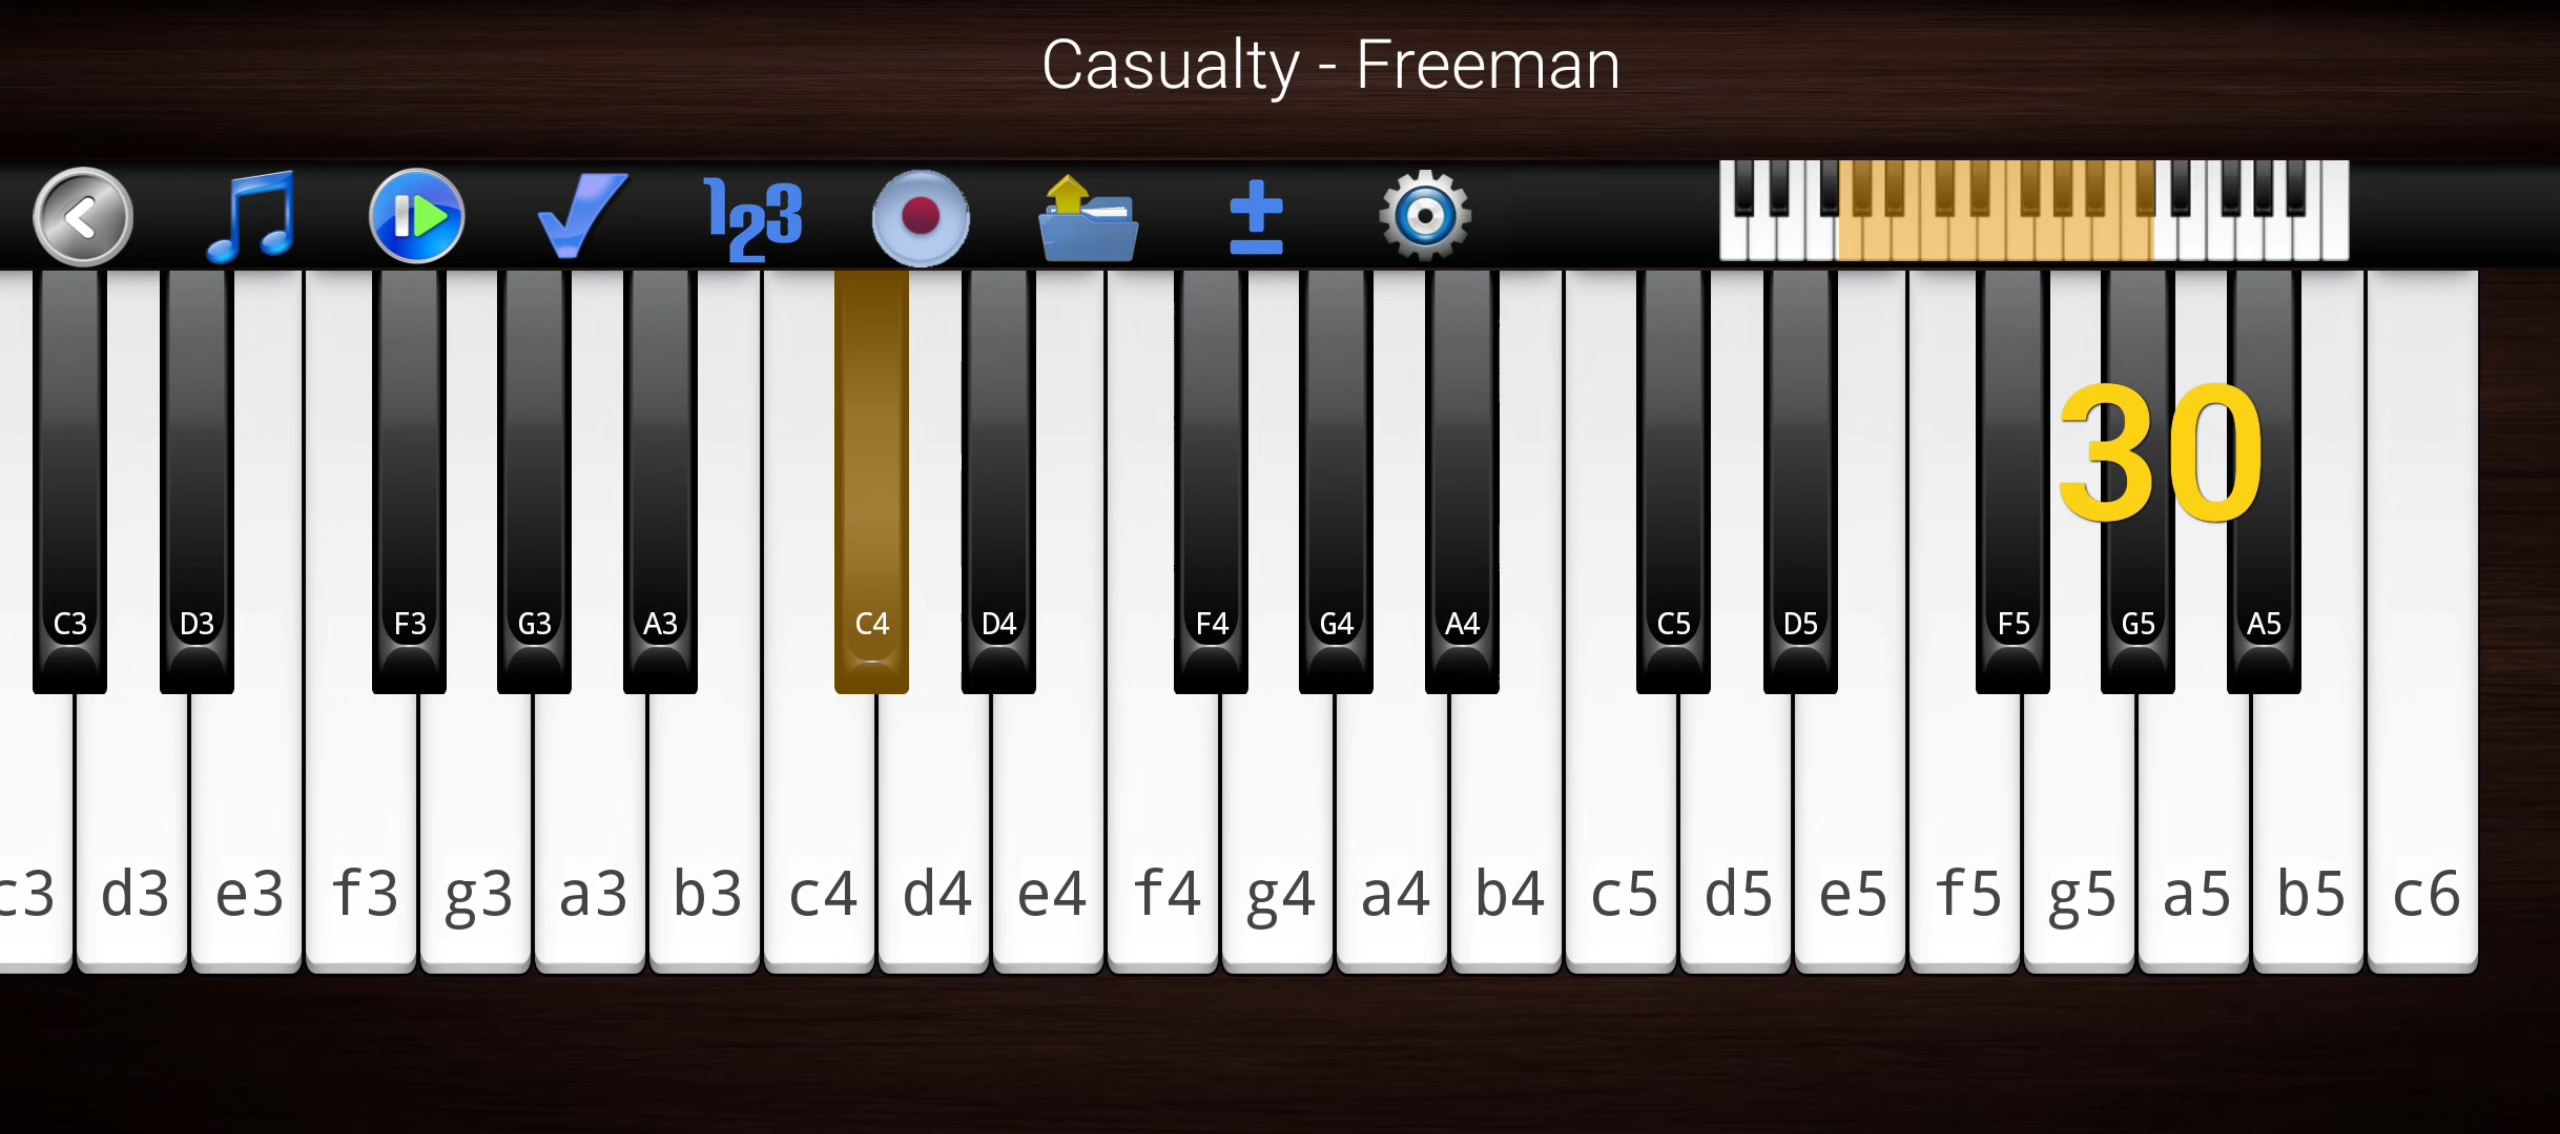 Casualty - Freeman
123
30
C3 D3 F3 G3 A3 C4 D4 F4 G4 A4 C5 D5 F5 G5 A5
c3 d3 e3 f3 g3 a3 b3 c4 d4 e4 f4 g4 a4 b4 c5 d5 e5 f5 g5 a5 b5 c6